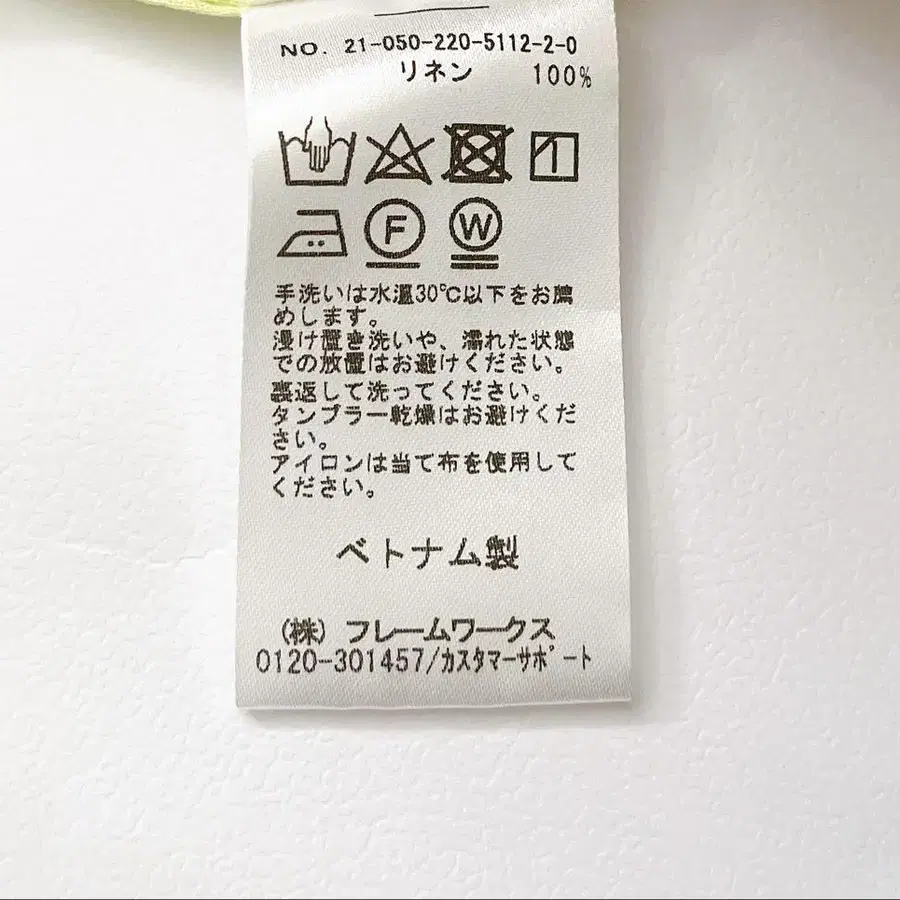 NO. 21-050-220-5112-2-0
リネン 100%
F W
手洗いは水温30℃以下をお薦
めします。
浸け置き洗いや、濡れた状態
での放置はお避けください。
裏返して洗ってください。
タンブラー乾燥はお避けくだ
さい。
アイロンは当て布を使用して
ください。
ベトナム製
(株) フレームワークス
0120-301457/カスタマーサポート